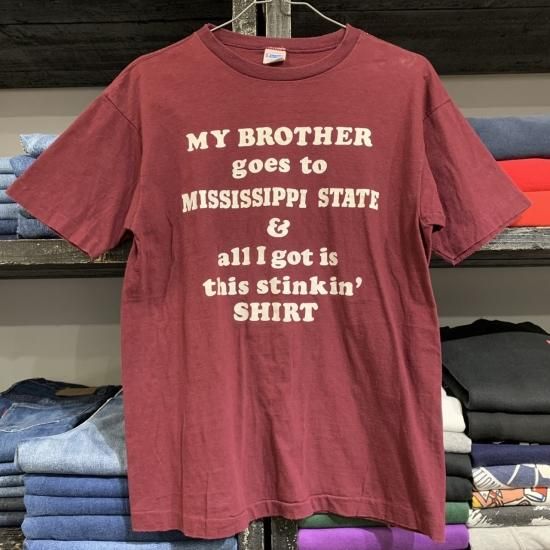 MY BROTHER
goes to
MISSISSIPPI STATE
&
all I got is
this stinkin'
SHIRT